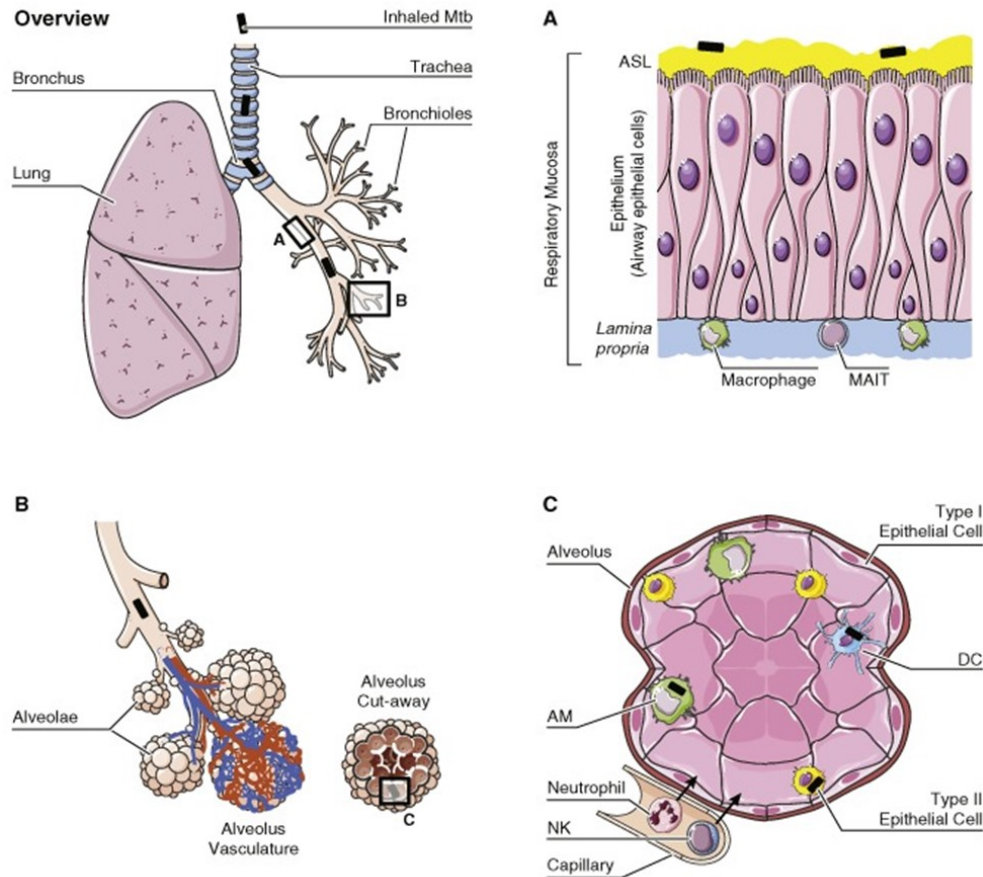 Overview
Inhaled Mtb
Trachea
Bronchus
Bronchioles
Lung
A
B
A
ASL
Respiratory Mucosa
Epithelium
(Airway epithelial cells)
Lamina
propria
Macrophage
MAIT
B
Alveolae
Alveolus
Cut-away
C
Alveolus
Vasculature
C
Type I
Epithelial Cell
Alveolus
DC
AM
Neutrophil
NK
Capillary
Type II
Epithelial Cell